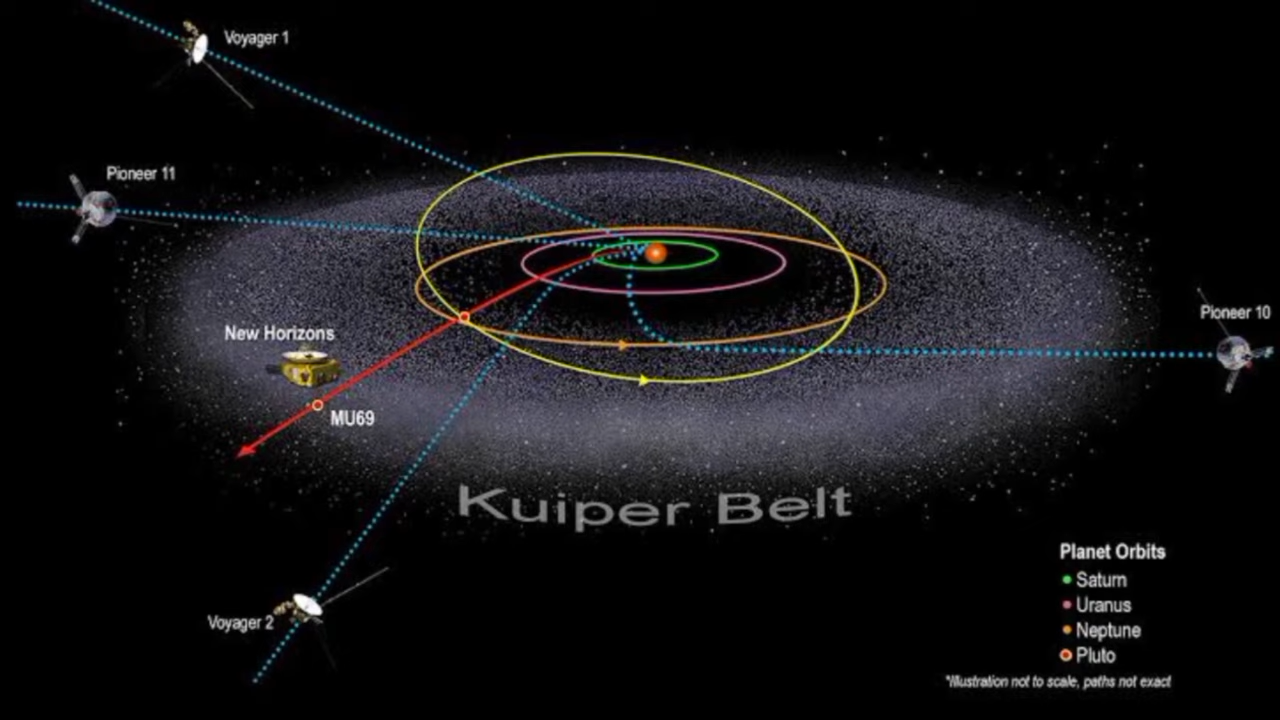 Voyager 1
Pioneer 11
Pioneer 10
New Horizons
MU69
Kuiper Belt
Voyager 2
Planet Orbits
Saturn
Uranus
Neptune
Pluto
*Illustration not to scale, paths not exact